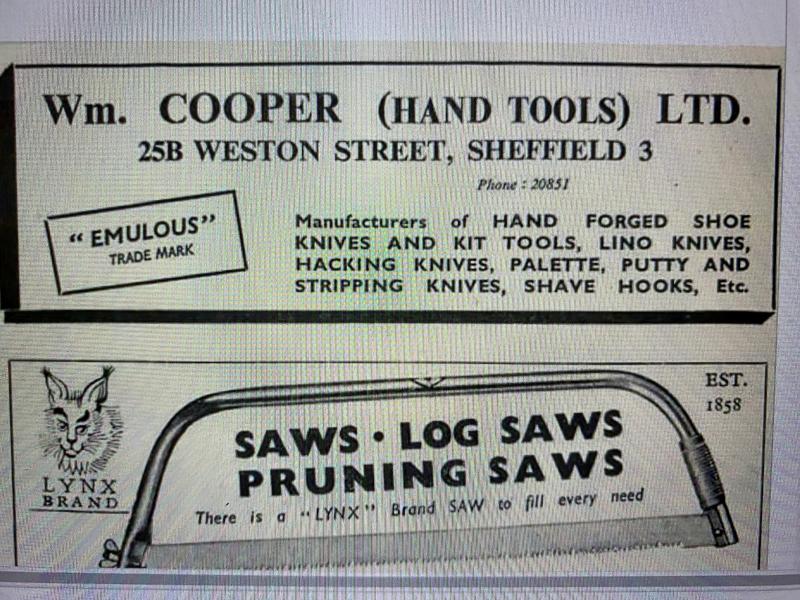 Wm. COOPER (HAND TOOLS) LTD.
25B WESTON STREET, SHEFFIELD 3
Phone : 20851
“ EMULOUS”
TRADE MARK
Manufacturers of HAND FORGED SHOE
KNIVES AND KIT TOOLS, LINO KNIVES,
HACKING KNIVES, PALETTE, PUTTY AND
STRIPPING KNIVES, SHAVE HOOKS, Etc.
LYNX
BRAND
EST.
1858
SAWS · LOG SAWS
PRUNING SAWS
There is a “LYNX” Brand SAW to fill every need